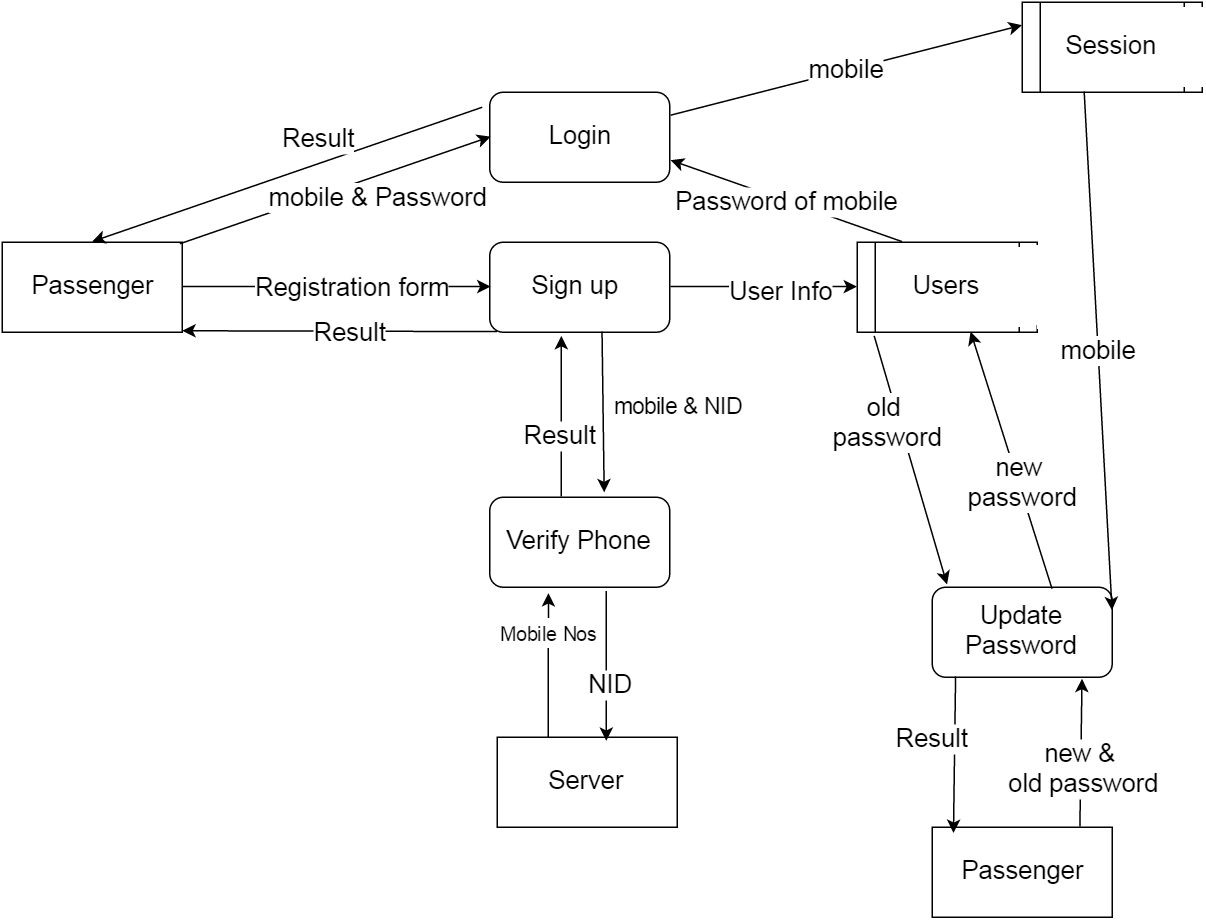 Session
mobile
Login
Result
mobile & Password
Password of mobile
Passenger
Registration form
Sign up
User Info
Users
Result
mobile
old
password
mobile & NID
Result
new
password
Verify Phone
Update
Password
Mobile Nos
NID
Result
new &
old password
Server
Passenger